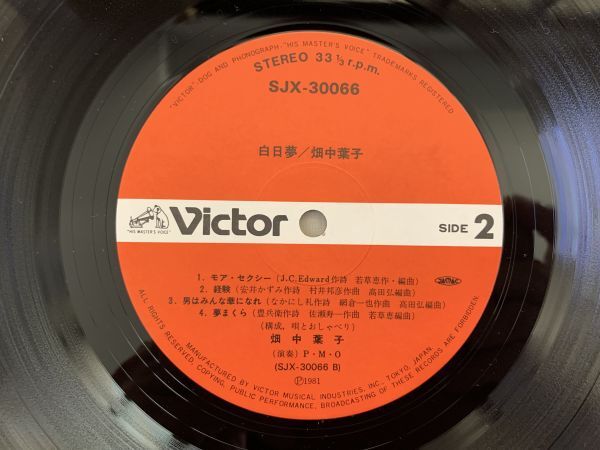 "VICTOR"-DOG AND PHONOGRAPH-"HIS MASTER'S VOICE" TRADEMARKS REGISTERED
STEREO 33 ⅓ r.p.m.
SJX-30066
白日夢／畑中葉子
"HIS MASTER'S VOICE"
Victor
SIDE 2
1. モア・セクシー (J.C.Edward作詩 若草恵作・編曲)
2. 経験 (安井かずみ作詩 村井邦彦作曲 高田弘編曲)
3. 男はみんな華になれ (なかにし礼作詩 網倉一也作曲 高田弘編曲)
4. 夢まくら (豊兵衛作詩 佐瀬寿一作曲 若草恵編曲)
(構成，唄とおしゃべり)
畑中葉子
(演奏) P・M・O
(SJX-30066 B)
Ⓟ1981
MANUFACTURED BY VICTOR MUSICAL INDUSTRIES, INC., TOKYO, JAPAN.
ALL RIGHTS RESERVED. COPYING, PUBLIC PERFORMANCE, BROADCASTING OF THESE RECORDS ARE FORBIDDEN.